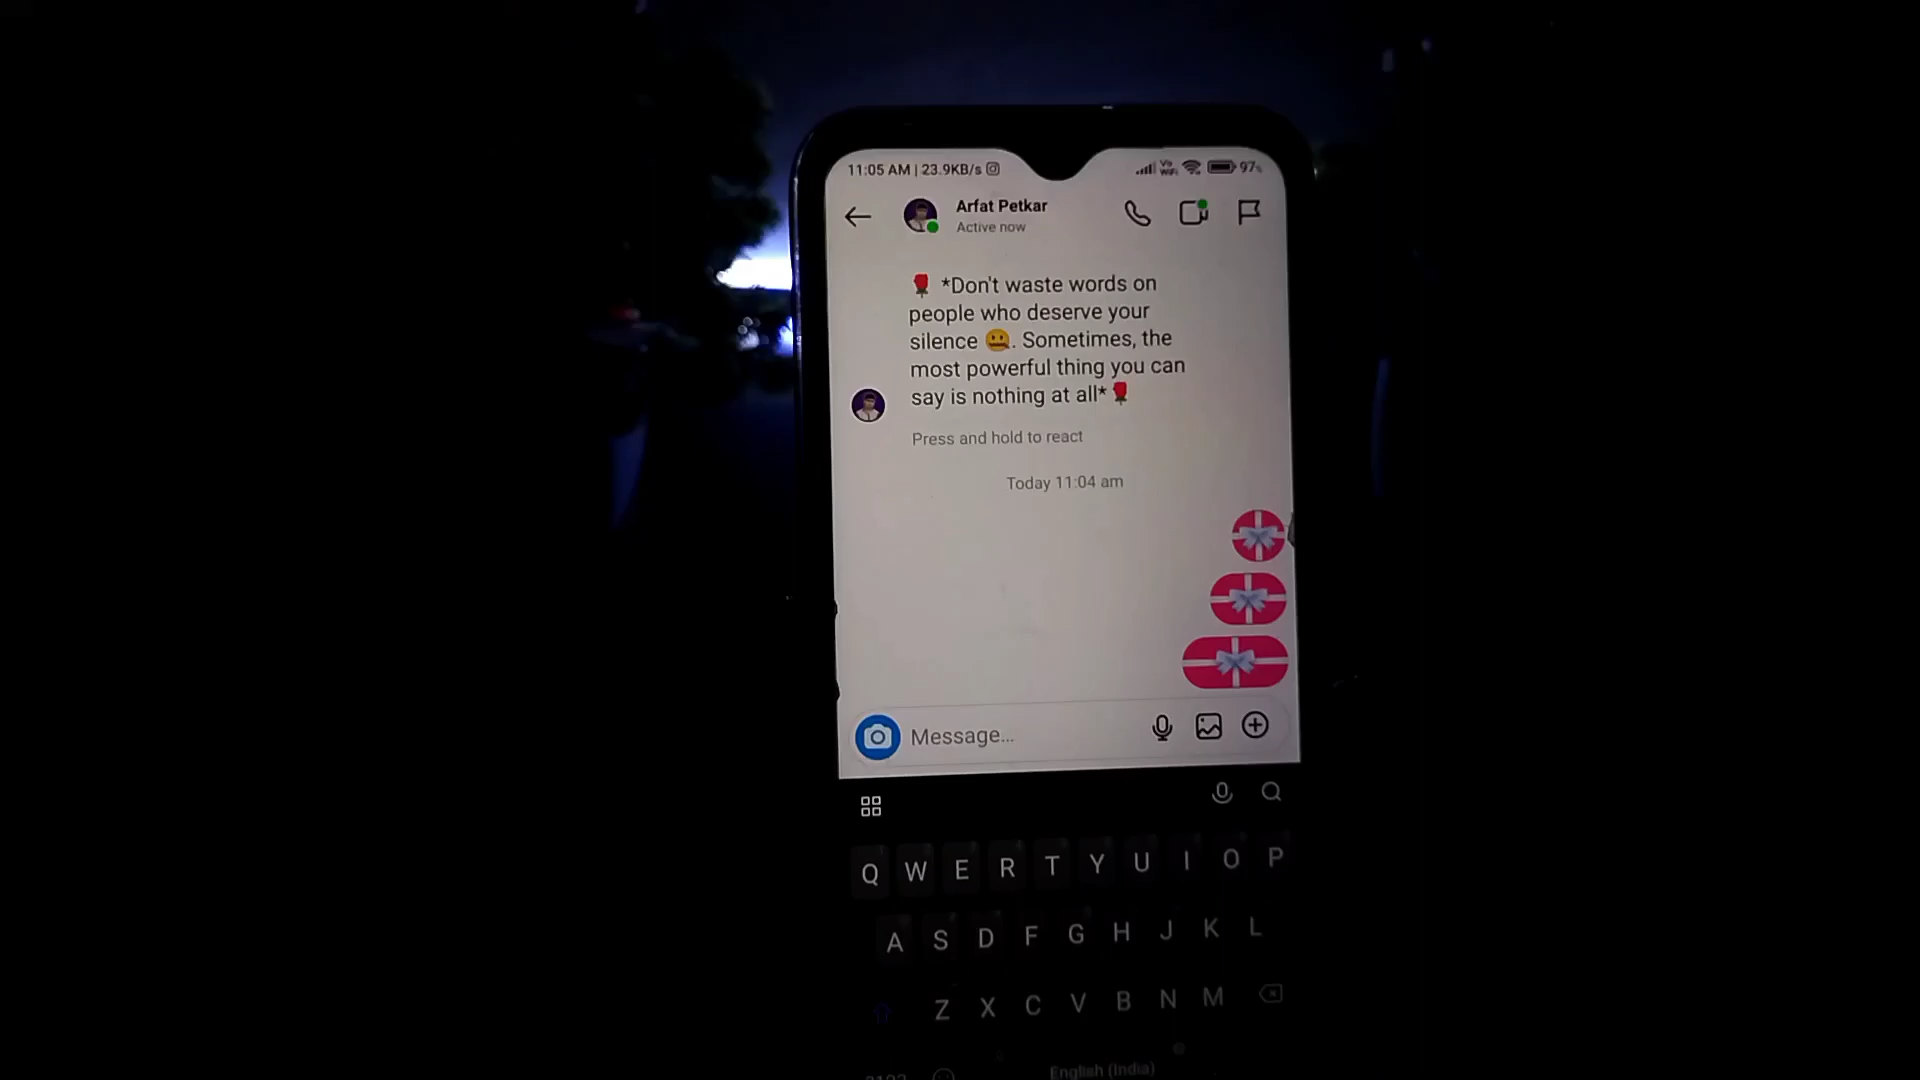 11:05 AM | 23.9KB/s
Vo
WiFi
97%
Arfat Petkar
Active now
🌹 *Don't waste words on
people who deserve your
silence 🤐. Sometimes, the
most powerful thing you can
say is nothing at all*🌹
Press and hold to react
Today 11:04 am
Message...
Q W E R T Y U I O P
A S D F G H J K L
Z X C V B N M
English (India)